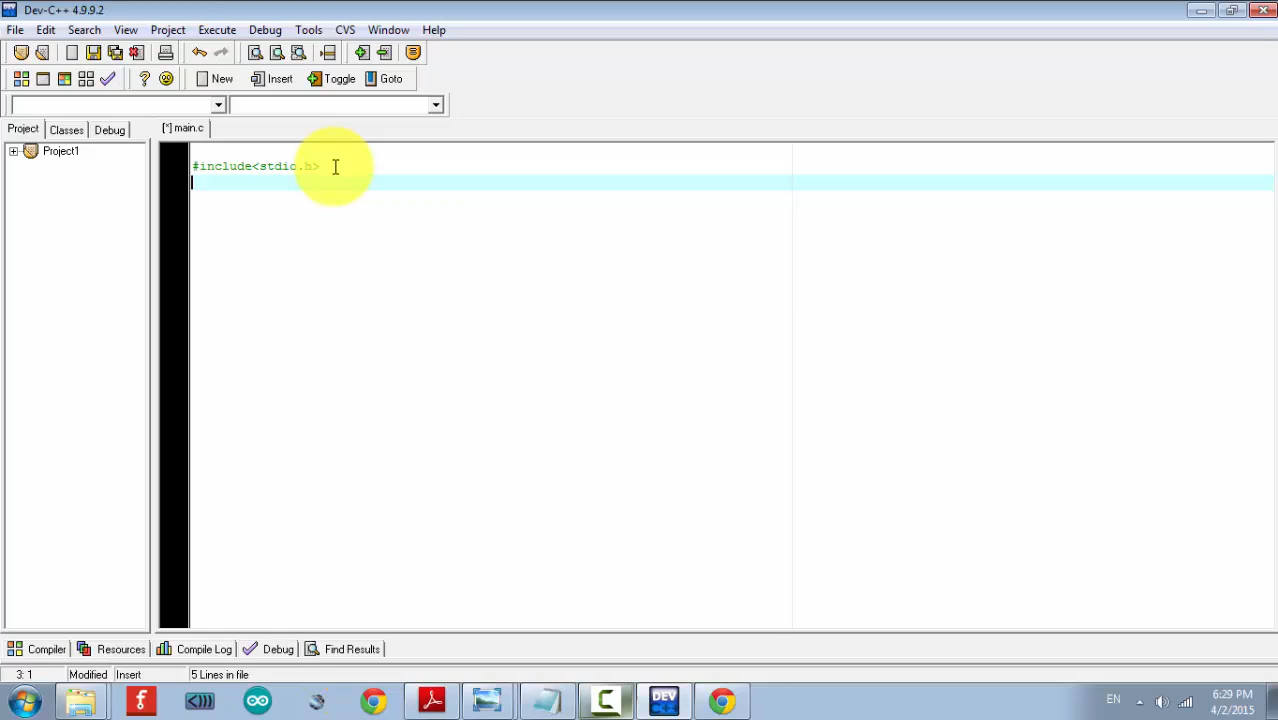 Dev-C++ 4.9.9.2
File Edit Search View Project Execute Debug Tools CVS Window Help
New Insert Toggle Goto
Project Classes Debug [*] main.c
Project1
#include<stdio.h>
Compiler Resources Compile Log Debug Find Results
3: 1 Modified Insert 5 Lines in file
DEV EN 6:29 PM
4/2/2015